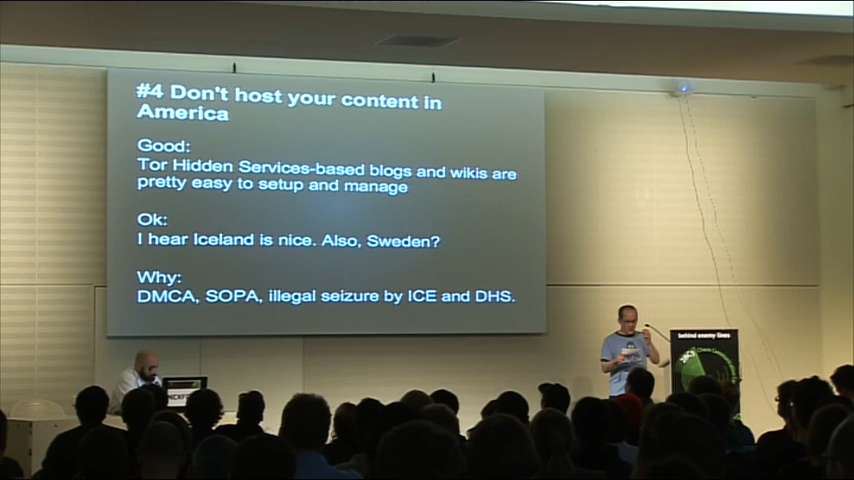 #4 Don't host your content in
America
Good:
Tor Hidden Services-based blogs and wikis are
pretty easy to setup and manage
Ok:
I hear Iceland is nice. Also, Sweden?
Why:
DMCA, SOPA, illegal seizure by ICE and DHS.
behind enemy lines